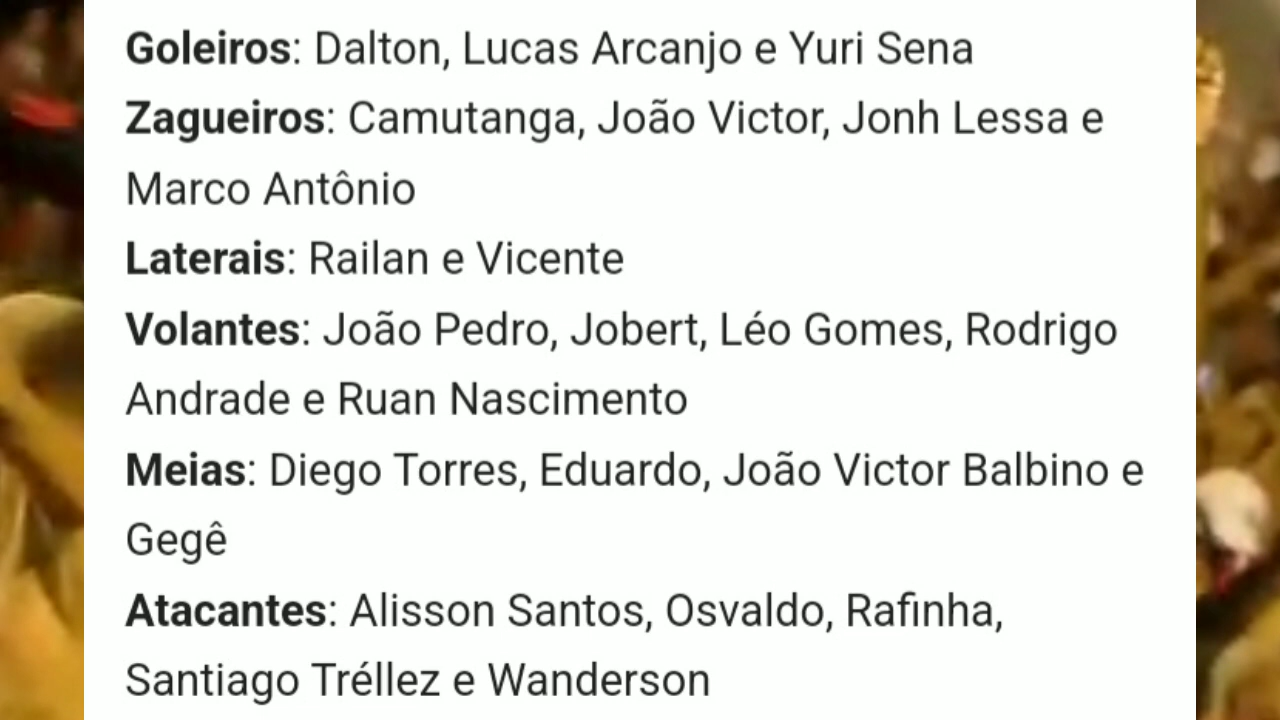 Goleiros: Dalton, Lucas Arcanjo e Yuri Sena
Zagueiros: Camutanga, João Victor, Jonh Lessa e
Marco Antônio
Laterais: Railan e Vicente
Volantes: João Pedro, Jobert, Léo Gomes, Rodrigo
Andrade e Ruan Nascimento
Meias: Diego Torres, Eduardo, João Victor Balbino e
Gegê
Atacantes: Alisson Santos, Osvaldo, Rafinha,
Santiago Tréllez e Wanderson